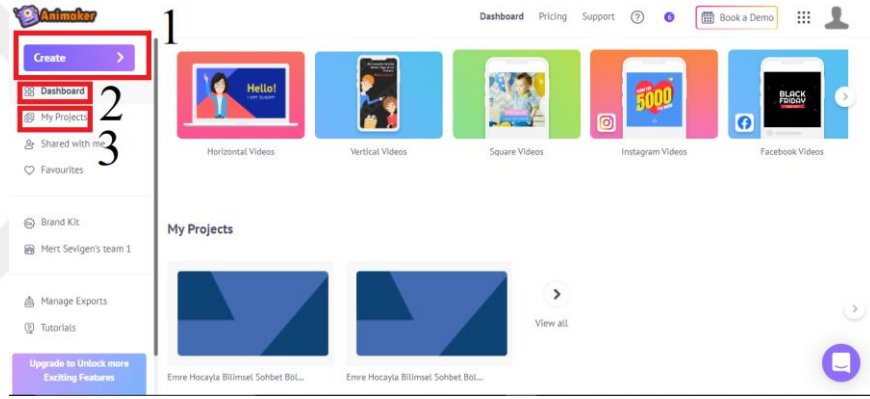 Animaker
Dashboard Pricing Support ? 6 Book a Demo
1
Create
Dashboard
2
My Projects
Shared with me
3
Favourites
Brand Kit
Mert Sevigen's team 1
Manage Exports
Tutorials
Upgrade to Unlock more
Exciting Features
Hello!
I am Susan
5000
BLACK
FRIDAY
Horizontal Videos
Vertical Videos
Square Videos
Instagram Videos
Facebook Videos
My Projects
View all
Emre Hocayla Bilimsel Sohbet Böl...
Emre Hocayla Bilimsel Sohbet Böl...